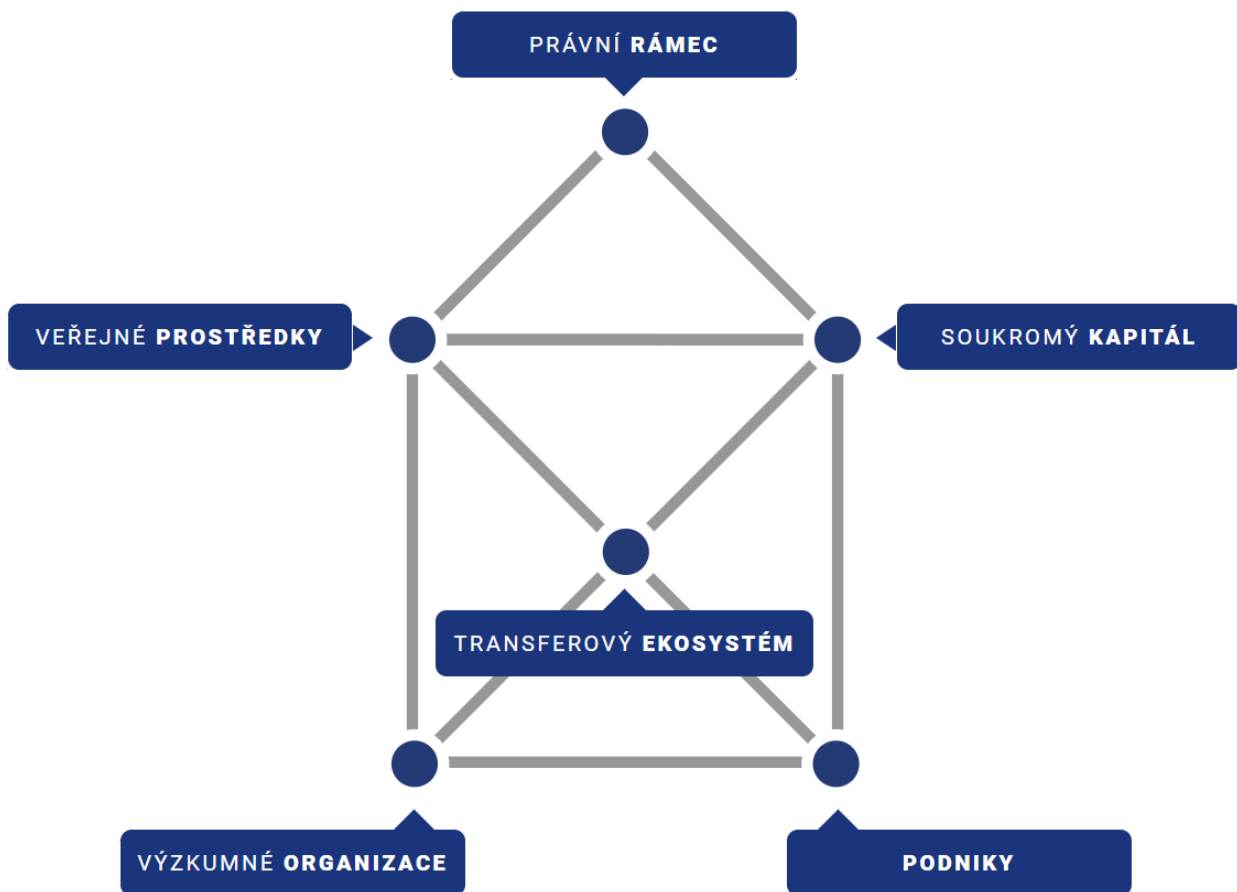 PRÁVNÍ RÁMEC
VEŘEJNÉ PROSTŘEDKY
SOUKROMÝ KAPITÁL
TRANSFEROVÝ EKOSYSTÉM
VÝZKUMNÉ ORGANIZACE
PODNIKY